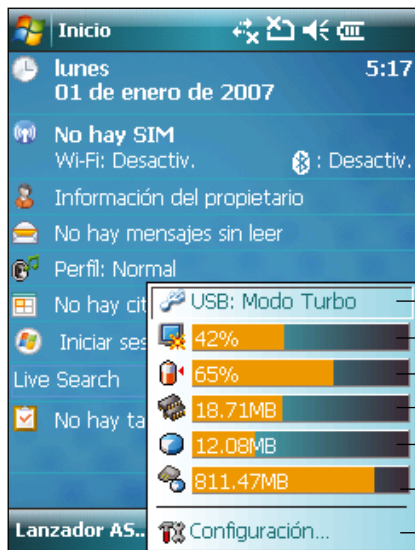 Inicio
lunes 5:17
01 de enero de 2007
No hay SIM
Wi-Fi: Desactiv. : Desactiv.
Información del propietario
No hay mensajes sin leer
Perfil: Normal
No hay cit
USB: Modo Turbo
Iniciar ses
42%
Live Search
65%
No hay ta
18.71MB
12.08MB
811.47MB
Lanzador AS..
Configuración...